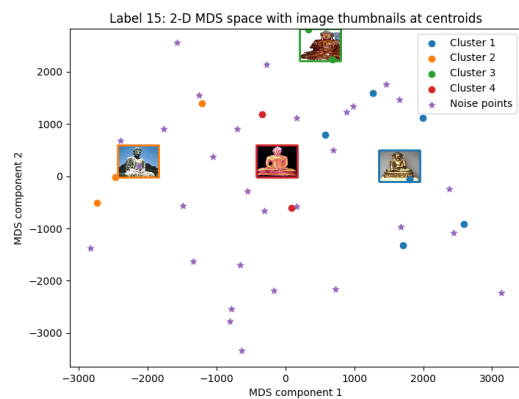 Label 15: 2-D MDS space with image thumbnails at centroids
Cluster 1
Cluster 2
Cluster 3
Cluster 4
Noise points
2000
1000
0
−1000
−2000
−3000
MDS component 2
−3000 −2000 −1000 0 1000 2000 3000
MDS component 1